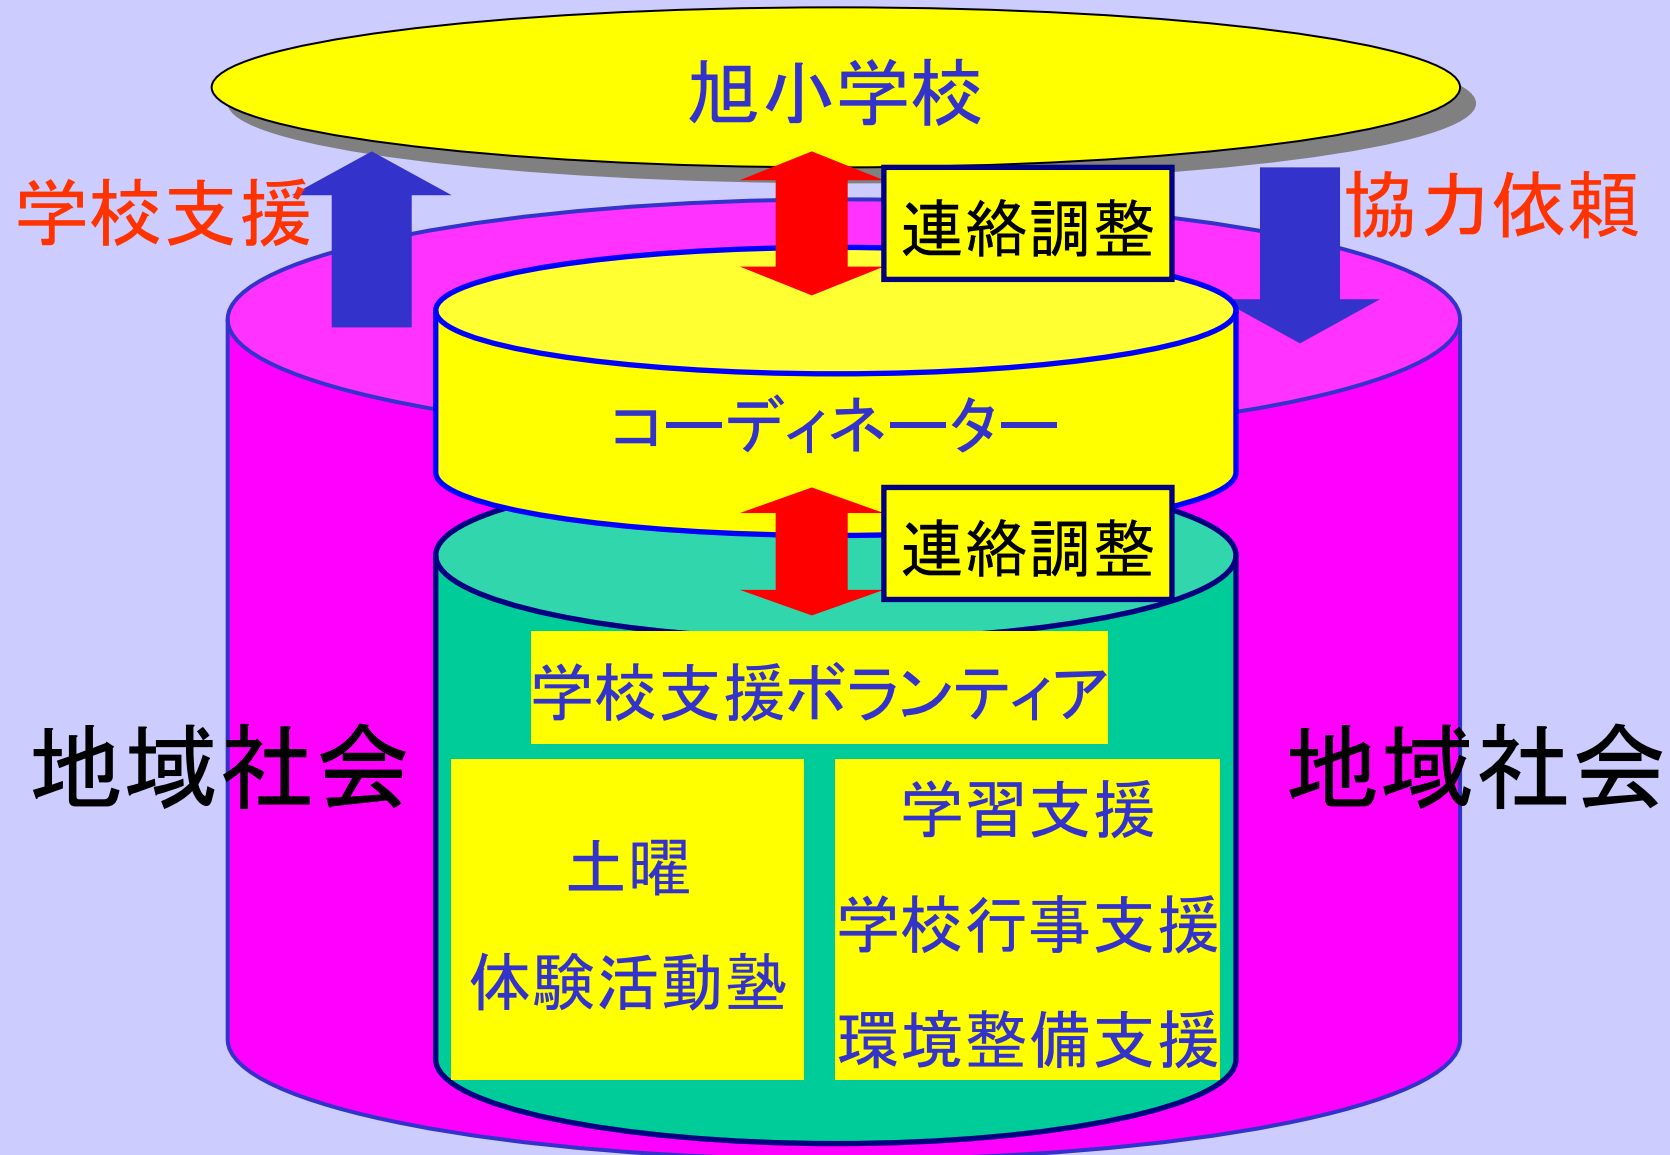 旭小学校
学校支援
連絡調整
協力依頼
コーディネーター
連絡調整
学校支援ボランティア
地域社会
地域社会
土曜
体験活動塾
学習支援
学校行事支援
環境整備支援